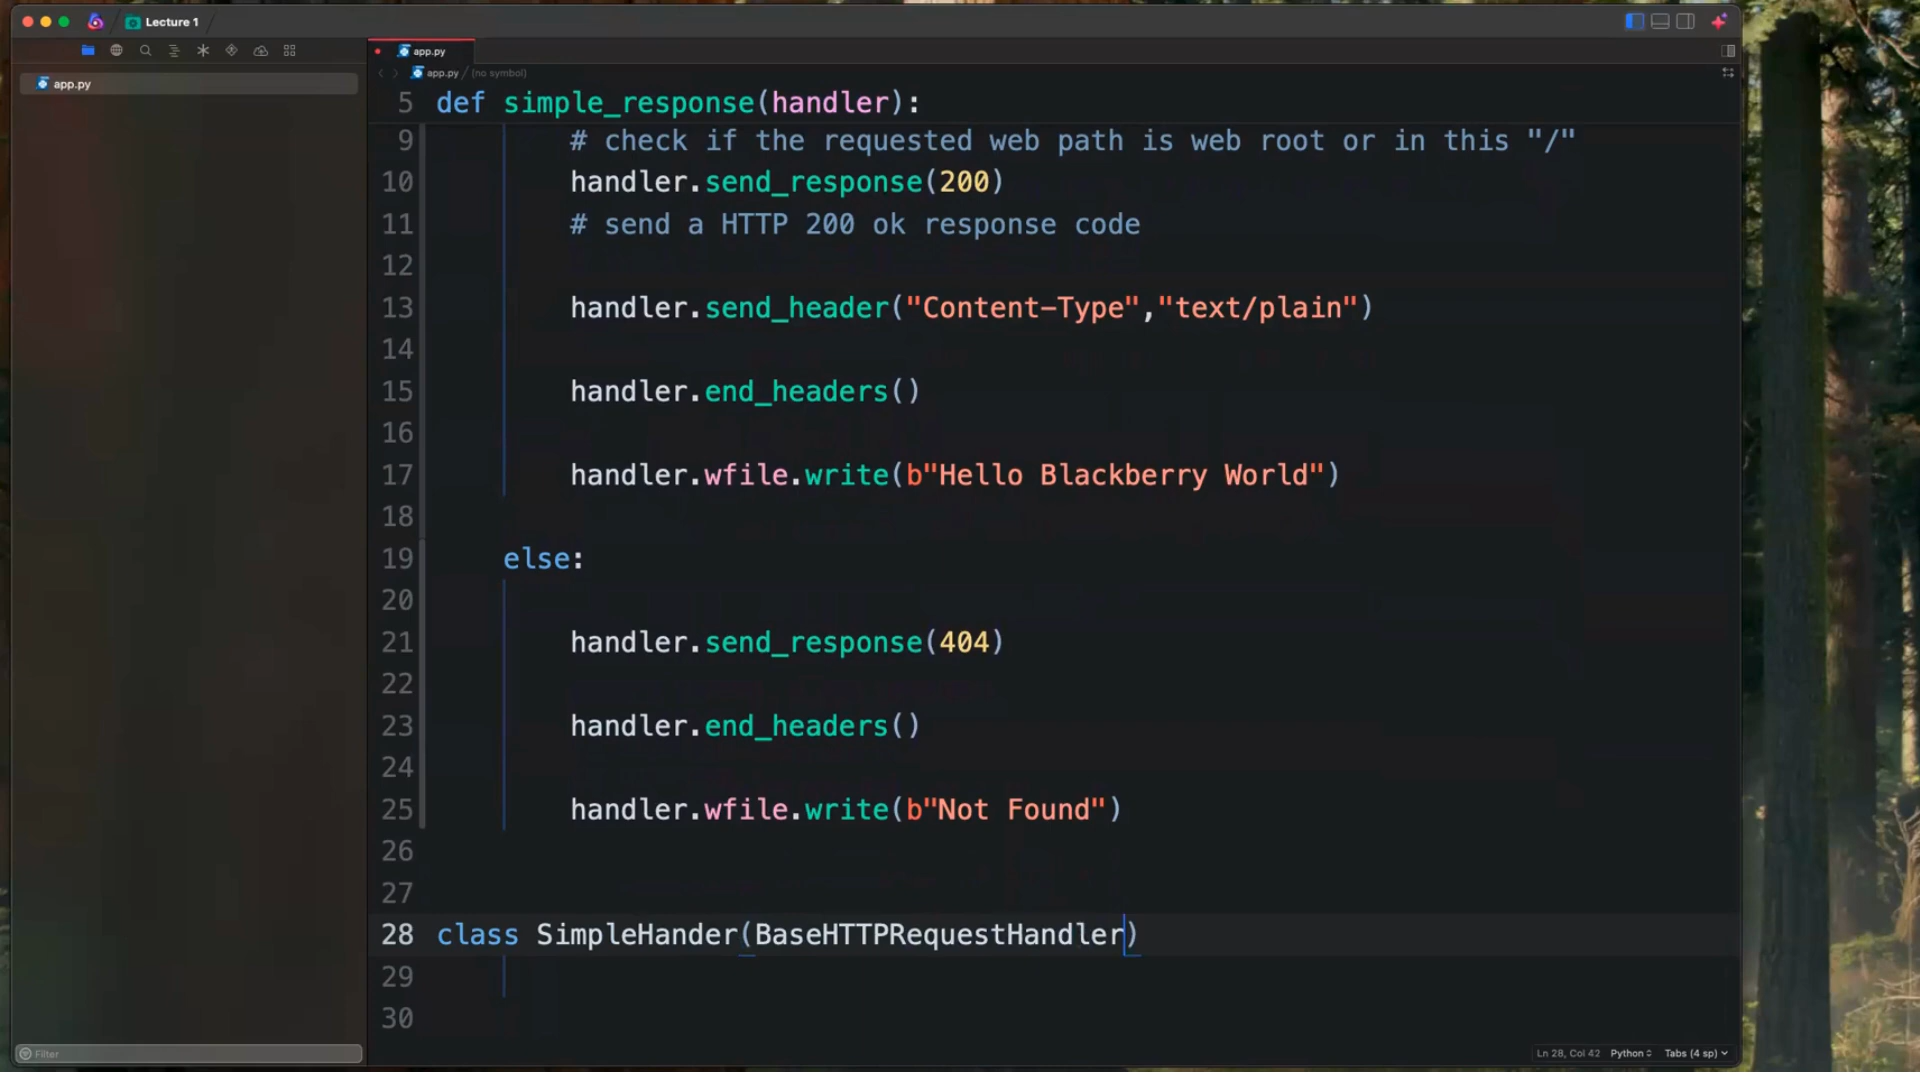 Lecture 1
app.py
app.py
app.py / (no symbol)
5 def simple_response(handler):
9 # check if the requested web path is web root or in this "/"
10 handler.send_response(200)
11 # send a HTTP 200 ok response code
12
13 handler.send_header("Content-Type","text/plain")
14
15 handler.end_headers()
16
17 handler.wfile.write(b"Hello Blackberry World")
18
19 else:
20
21 handler.send_response(404)
22
23 handler.end_headers()
24
25 handler.wfile.write(b"Not Found")
26
27
28 class SimpleHander(BaseHTTPRequestHandler)
29
30
Filter
Ln 28, Col 42 Python Tabs (4 sp)